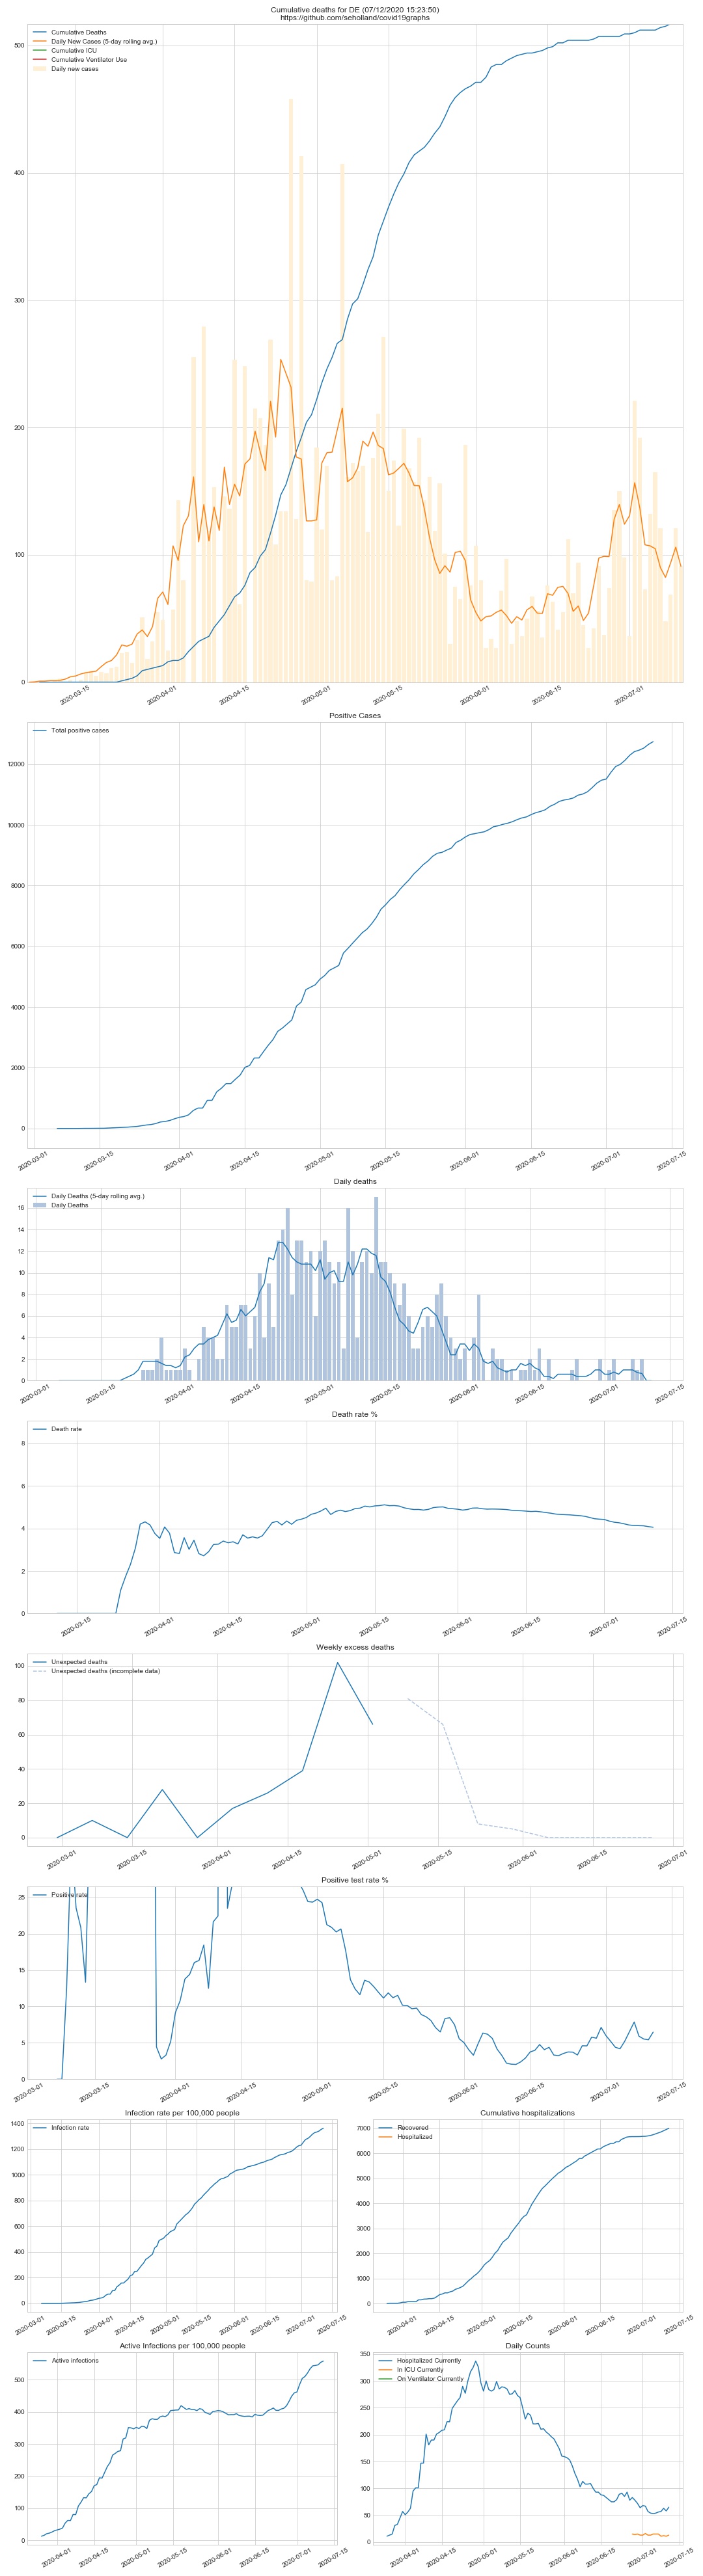 Cumulative deaths for DE (07/12/2020 15:23:50)
https://github.com/seholland/covid19graphs
Cumulative Deaths
Daily New Cases (5-day rolling avg.)
Cumulative ICU
Cumulative Ventilator Use
Daily new cases
500
400
300
200
100
0
2020-03-15 2020-04-01 2020-04-15 2020-05-01 2020-05-15 2020-06-01 2020-06-15 2020-07-01
Positive Cases
Total positive cases
12000
10000
8000
6000
4000
2000
0
2020-03-01 2020-03-15 2020-04-01 2020-04-15 2020-05-01 2020-05-15 2020-06-01 2020-06-15 2020-07-01 2020-07-15
Daily deaths
Daily Deaths (5-day rolling avg.)
Daily Deaths
16
14
12
10
8
6
4
2
0
2020-03-01 2020-03-15 2020-04-01 2020-04-15 2020-05-01 2020-05-15 2020-06-01 2020-06-15 2020-07-01 2020-07-15
Death rate %
Death rate
8
6
4
2
0
2020-03-15 2020-04-01 2020-04-15 2020-05-01 2020-05-15 2020-06-01 2020-06-15 2020-07-01 2020-07-15
Weekly excess deaths
Unexpected deaths
Unexpected deaths (incomplete data)
100
80
60
40
20
0
2020-03-01 2020-03-15 2020-04-01 2020-04-15 2020-05-01 2020-05-15 2020-06-01 2020-06-15 2020-07-01
Positive test rate %
Positive rate
25
20
15
10
5
0
2020-03-01 2020-03-15 2020-04-01 2020-04-15 2020-05-01 2020-05-15 2020-06-01 2020-06-15 2020-07-01 2020-07-15
Infection rate per 100,000 people
Infection rate
1400
1200
1000
800
600
400
200
0
2020-03-01 2020-03-15 2020-04-01 2020-04-15 2020-05-01 2020-05-15 2020-06-01 2020-06-15 2020-07-01 2020-07-15
Cumulative hospitalizations
Recovered
Hospitalized
7000
6000
5000
4000
3000
2000
1000
0
2020-04-01 2020-04-15 2020-05-01 2020-05-15 2020-06-01 2020-06-15 2020-07-01 2020-07-15
Active Infections per 100,000 people
Active infections
500
400
300
200
100
0
2020-04-01 2020-04-15 2020-05-01 2020-05-15 2020-06-01 2020-06-15 2020-07-01 2020-07-15
Daily Counts
Hospitalized Currently
In ICU Currently
On Ventilator Currently
350
300
250
200
150
100
50
0
2020-04-01 2020-04-15 2020-05-01 2020-05-15 2020-06-01 2020-06-15 2020-07-01 2020-07-15